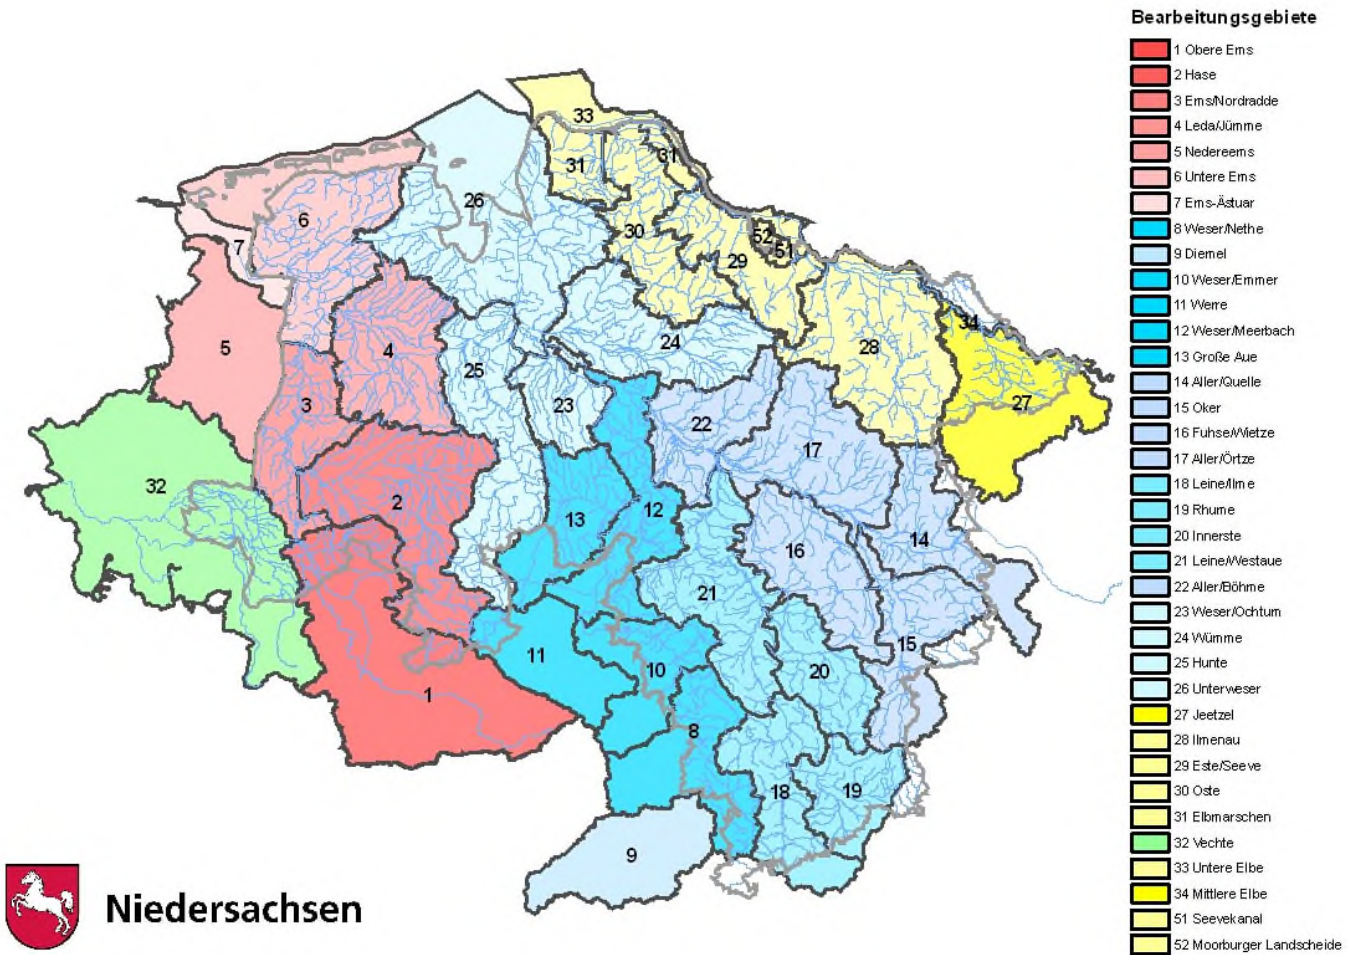 Bearbeitungsgebiete
1 Obere Ems
2 Hase
3 Ems/Nordradde
4 Leda/Jümme
5 Nedereems
6 Untere Ems
7 Ems-Ästuar
8 Weser/Nethe
9 Diemel
10 Weser/Emmer
11 Werre
12 Weser/Meerbach
13 Große Aue
14 Aller/Quelle
15 Oker
16 Fuhse/Wietze
17 Aller/Örtze
18 Leine/Ilme
19 Rhume
20 Innerste
21 Leine/Westaue
22 Aller/Böhme
23 Weser/Ochtum
24 Wümme
25 Hunte
26 Unterweser
27 Jeetzel
28 Ilmenau
29 Este/Seeve
30 Oste
31 Elbmarschen
32 Vechte
33 Untere Elbe
34 Mittlere Elbe
51 Seevekanal
52 Moorburger Landscheide
33
31
31
26
6
30
52
51
7
29
34
5
4
24
28
25
3
23
27
22
17
32
2
13
12
14
16
21
15
11
10
20
1
8
18
19
9
Niedersachsen